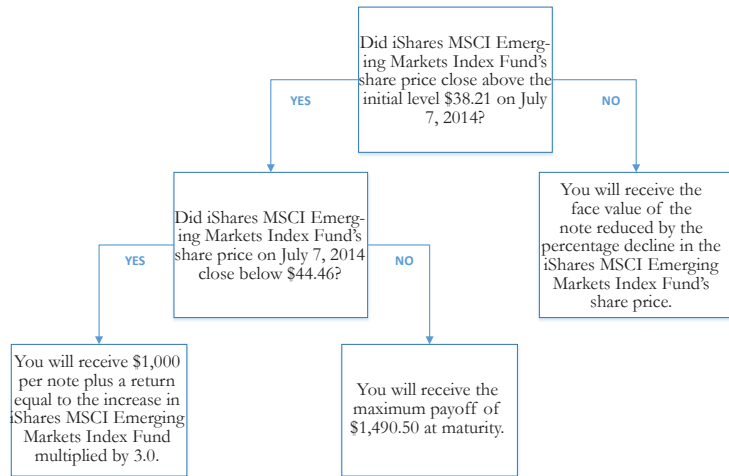 Did iShares MSCI Emerg-
ing Markets Index Fund's
share price close above the
initial level $38.21 on July
7, 2014?
YES
NO
Did iShares MSCI Emerg-
ing Markets Index Fund's
share price on July 7, 2014
close below $44.46?
You will receive the
face value of the
note reduced by the
percentage decline in the
iShares MSCI Emerging
Markets Index Fund's
share price.
YES
NO
You will receive $1,000
per note plus a return
equal to the increase in
iShares MSCI Emerging
Markets Index Fund
multiplied by 3.0.
You will receive the
maximum payoff of
$1,490.50 at maturity.